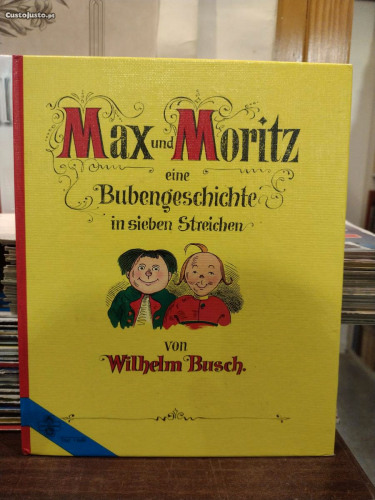 CustoJusto.pt
Max und Moritz
eine
Bubengeschichte
in sieben Streichen
von
Wilhelm Busch.